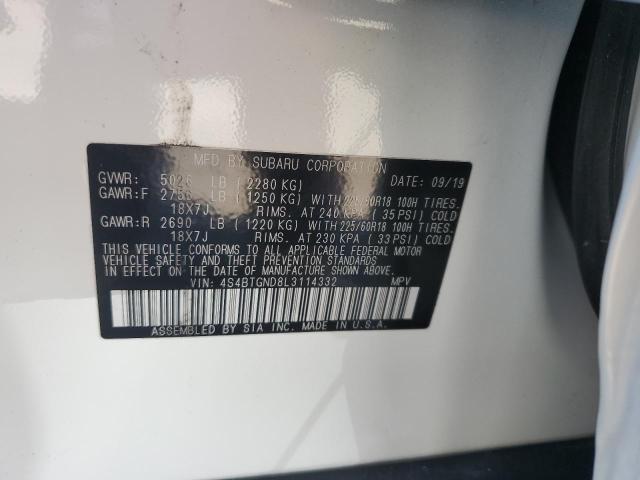 MFD. BY SUBARU CORPORATION
GVWR: 5026 LB ( 2280 KG) DATE: 09/19
GAWR:F 2755 LB ( 1250 KG) WITH 225/60R18 100H TIRES.
18X7J RIMS. AT 240 KPA ( 35 PSI) COLD
GAWR:R 2690 LB ( 1220 KG) WITH 225/60R18 100H TIRES.
18X7J RIMS. AT 230 KPA ( 33 PSI) COLD
THIS VEHICLE CONFORMS TO ALL APPLICABLE FEDERAL MOTOR
VEHICLE SAFETY AND THEFT PREVENTION STANDARDS
IN EFFECT ON THE DATE OF MANUFACTURE SHOWN ABOVE.
VIN: 4S4BTGND8L3114332 MPV
ASSEMBLED BY SIA INC. MADE IN U.S.A.